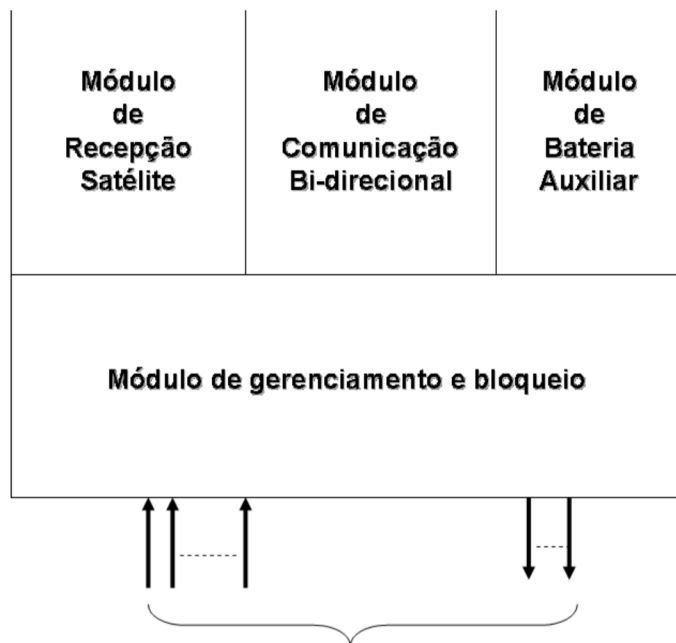 Módulo
de
Recepção
Satélite
Módulo
de
Comunicação
Bi-direcional
Módulo
de
Bateria
Auxiliar
Módulo de gerenciamento e bloqueio